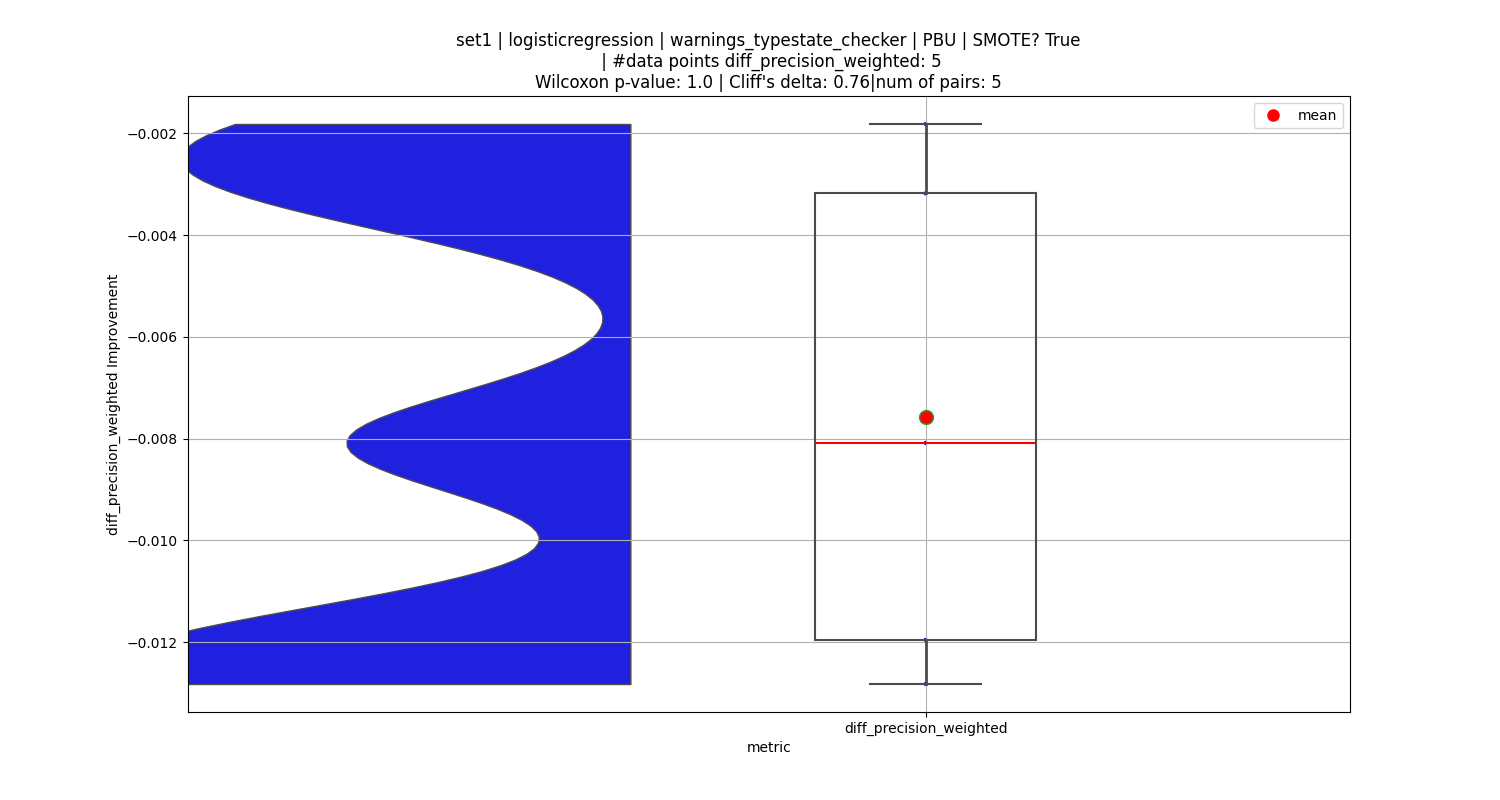 set1 | logisticregression | warnings_typestate_checker | PBU | SMOTE? True
| #data points diff_precision_weighted: 5
Wilcoxon p-value: 1.0 | Cliff's delta: 0.76|num of pairs: 5
mean
−0.002
−0.004
−0.006
−0.008
−0.010
−0.012
diff_precision_weighted Improvement
diff_precision_weighted
metric